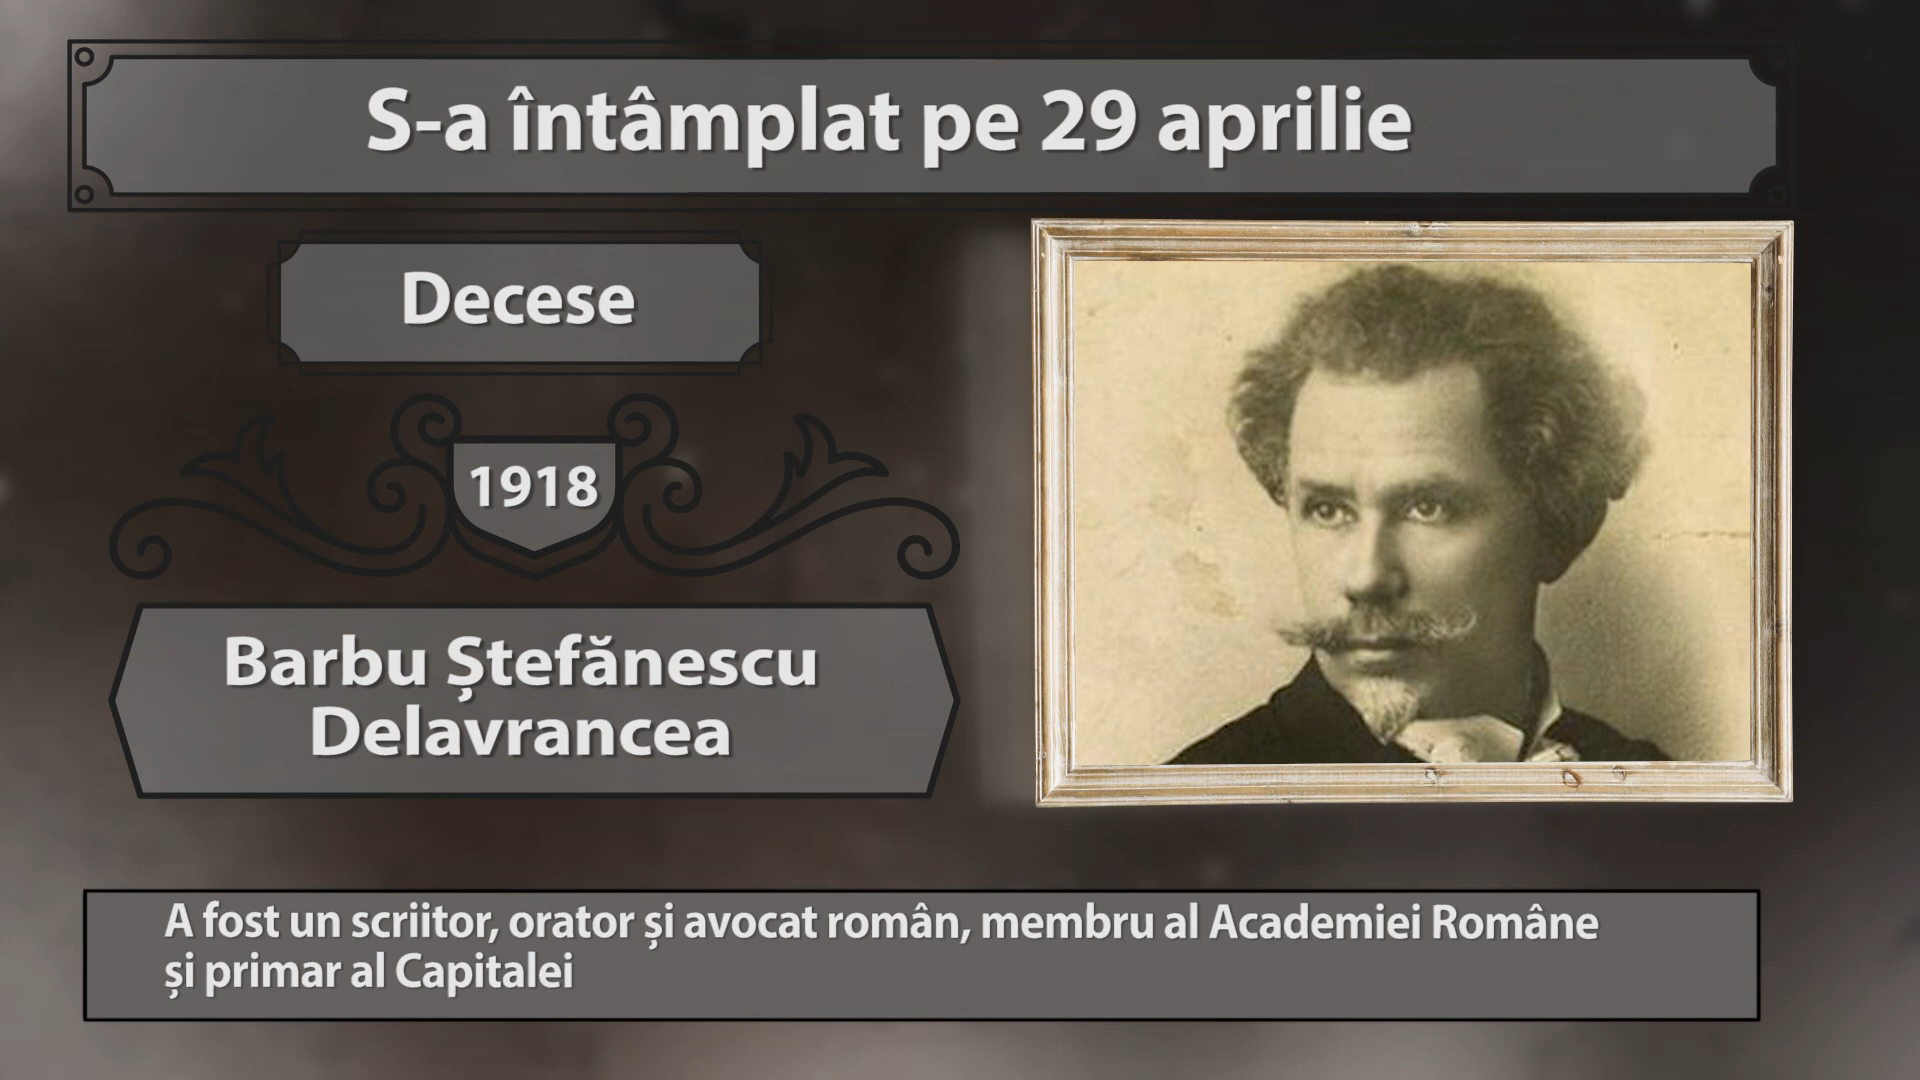 S-a întâmplat pe 29 aprilie
Decese
1918
Barbu Ștefănescu
Delavrancea
A fost un scriitor, orator și avocat român, membru al Academiei Române
și primar al Capitalei